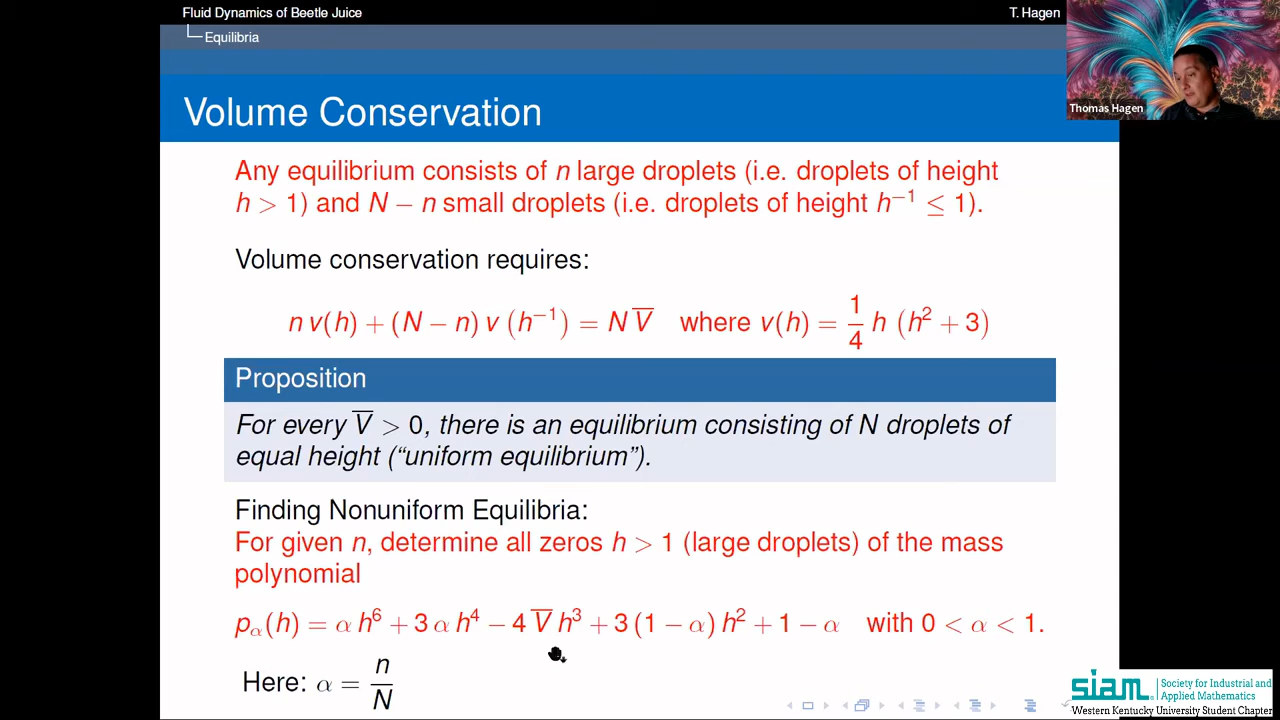 Fluid Dynamics of Beetle Juice
T. Hagen
Equilibria
Thomas Hagen
Volume Conservation
Any equilibrium consists of n large droplets (i.e. droplets of height
h > 1) and N − n small droplets (i.e. droplets of height h⁻¹ ≤ 1).
Volume conservation requires:
n v(h) + (N − n) v (h⁻¹) = N V̅ where v(h) = 1/4 h (h² + 3)
Proposition
For every V̅ > 0, there is an equilibrium consisting of N droplets of
equal height (“uniform equilibrium”).
Finding Nonuniform Equilibria:
For given n, determine all zeros h > 1 (large droplets) of the mass
polynomial
pα(h) = α h⁶ + 3 α h⁴ − 4 V̅ h³ + 3 (1 − α) h² + 1 − α with 0 < α < 1.
Here: α = n/N
siam. Society for Industrial and
Applied Mathematics
Western Kentucky University Student Chapter